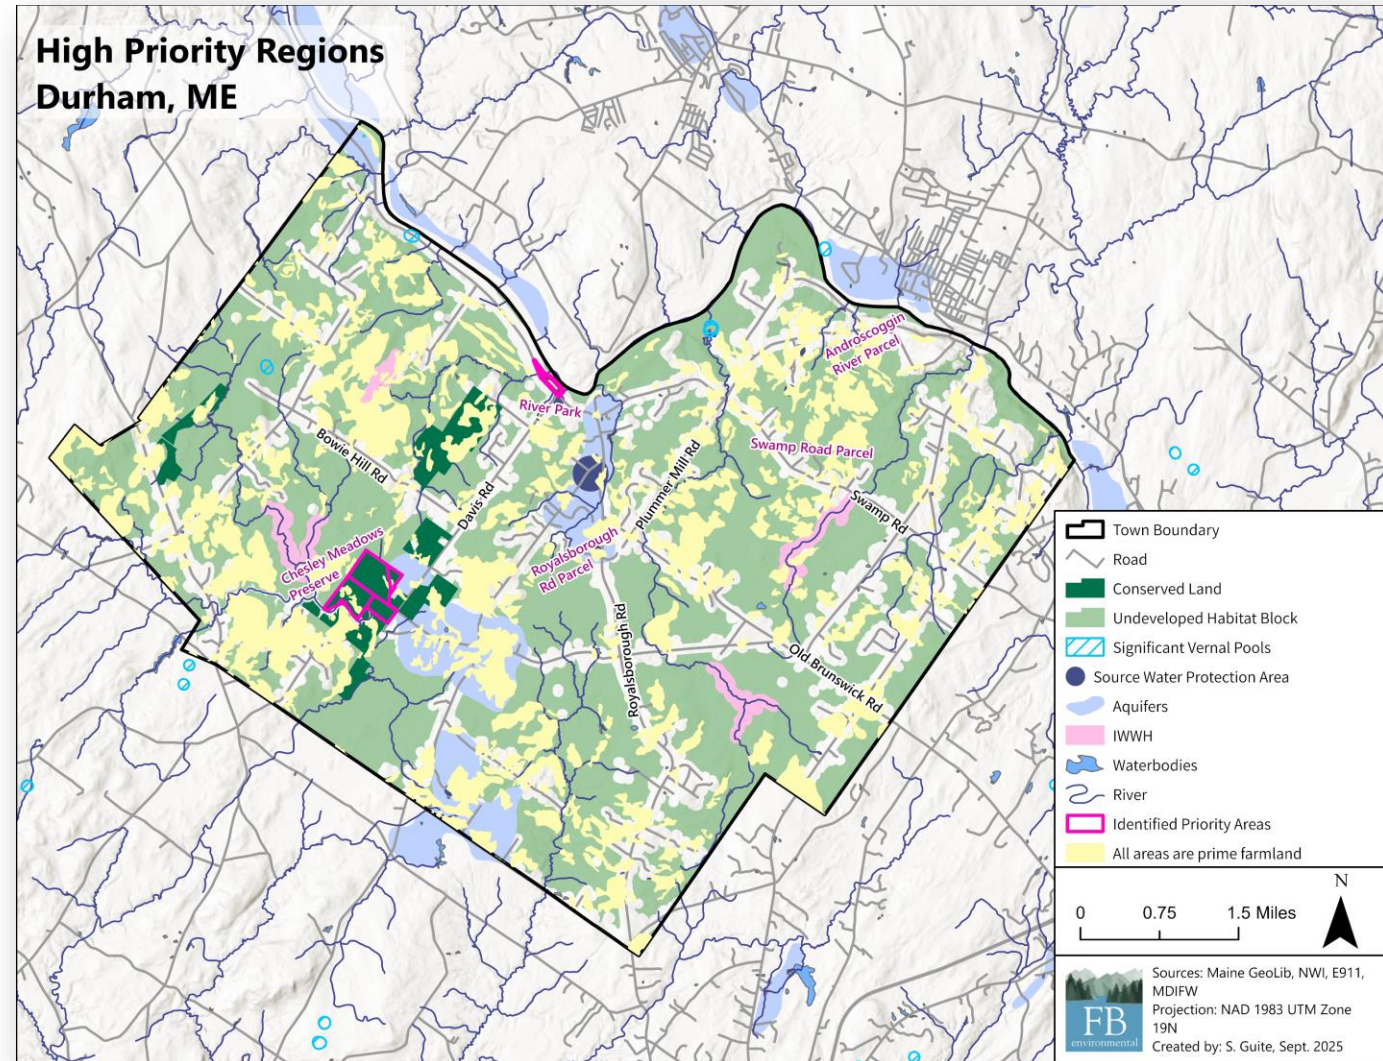 High Priority Regions
Durham, ME
Androscoggin
River Parcel
River Park
Bowie Hill Rd
Swamp Road Parcel
Plummer Mill Rd
Davis Rd
Swamp Rd
Chesley Meadows
Preserve
Royalsborough
Rd Parcel
Royalsborough Rd
Old Brunswick Rd
Town Boundary
Road
Conserved Land
Undeveloped Habitat Block
Significant Vernal Pools
Source Water Protection Area
Aquifers
IWWH
Waterbodies
River
Identified Priority Areas
All areas are prime farmland
N
0 0.75 1.5 Miles
FB
environmental
Sources: Maine GeoLib, NWI, E911,
MDIFW
Projection: NAD 1983 UTM Zone
19N
Created by: S. Guite, Sept. 2025